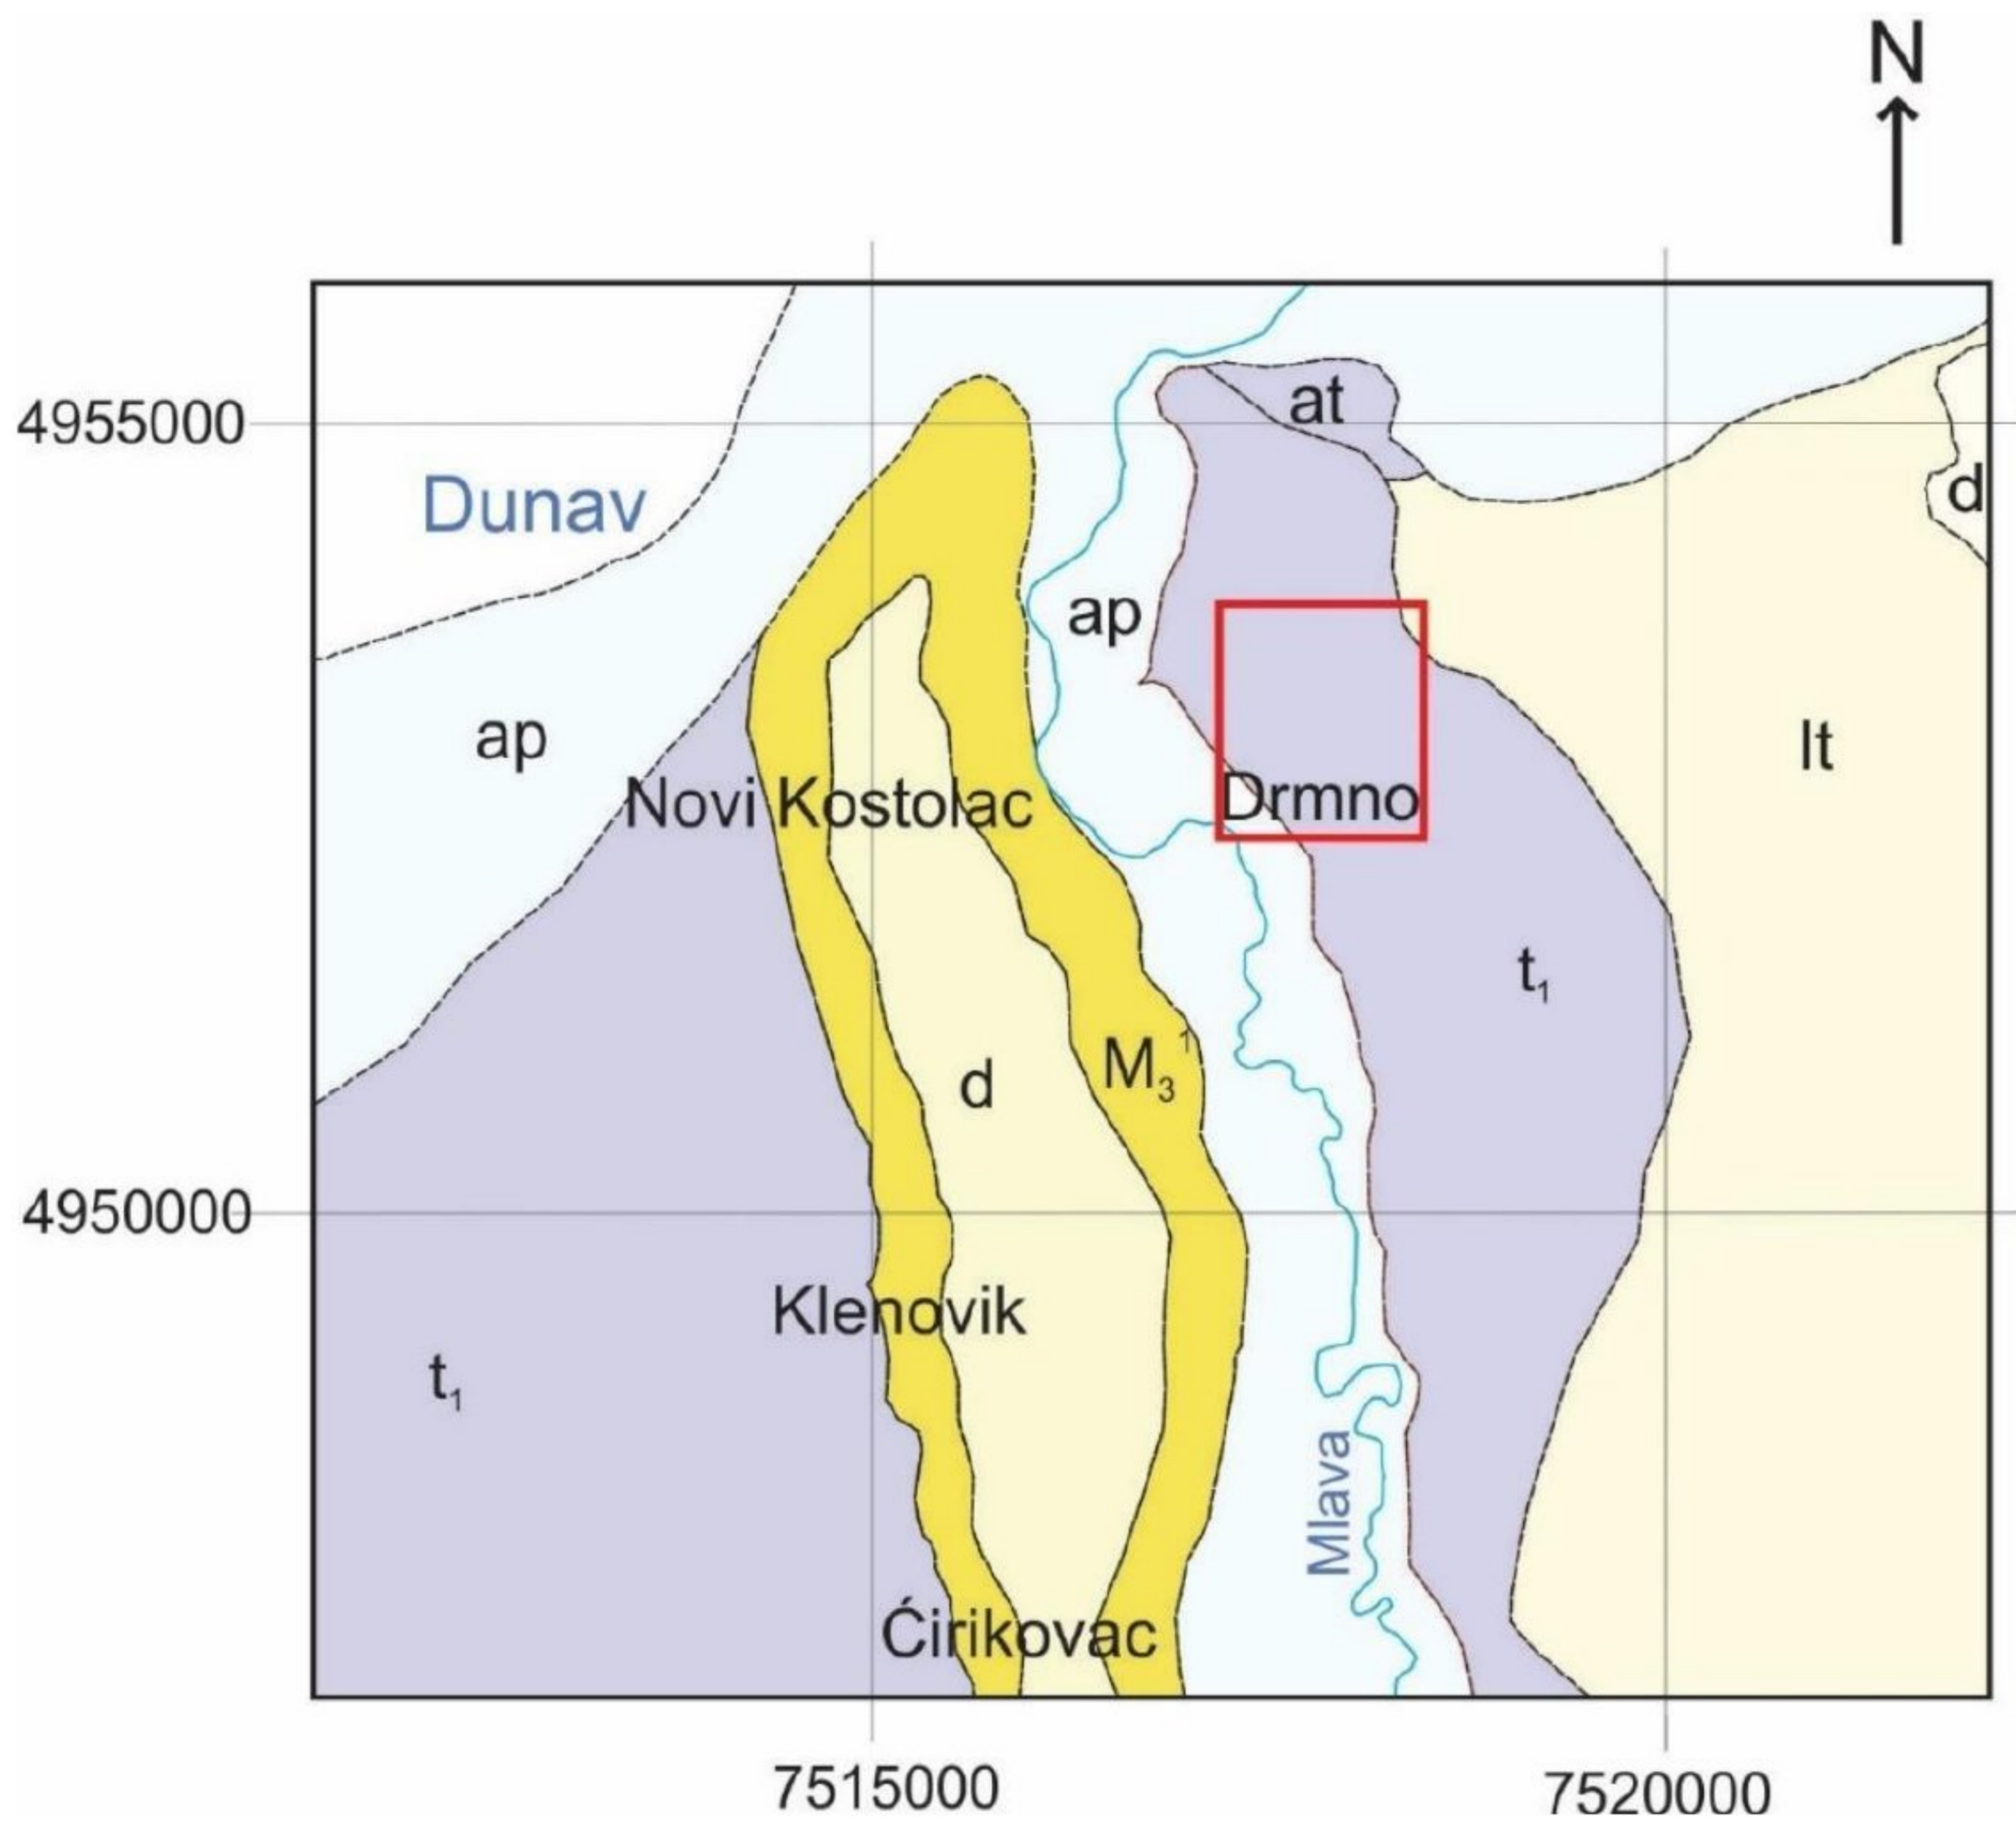 N
4955000
at
Dunav
d
ap
ap
lt
Novi Kostolac
Drmno
t₁
M₃¹
d
4950000
Klenovik
t₁
Mlava
Ćirikovac
7515000
7520000